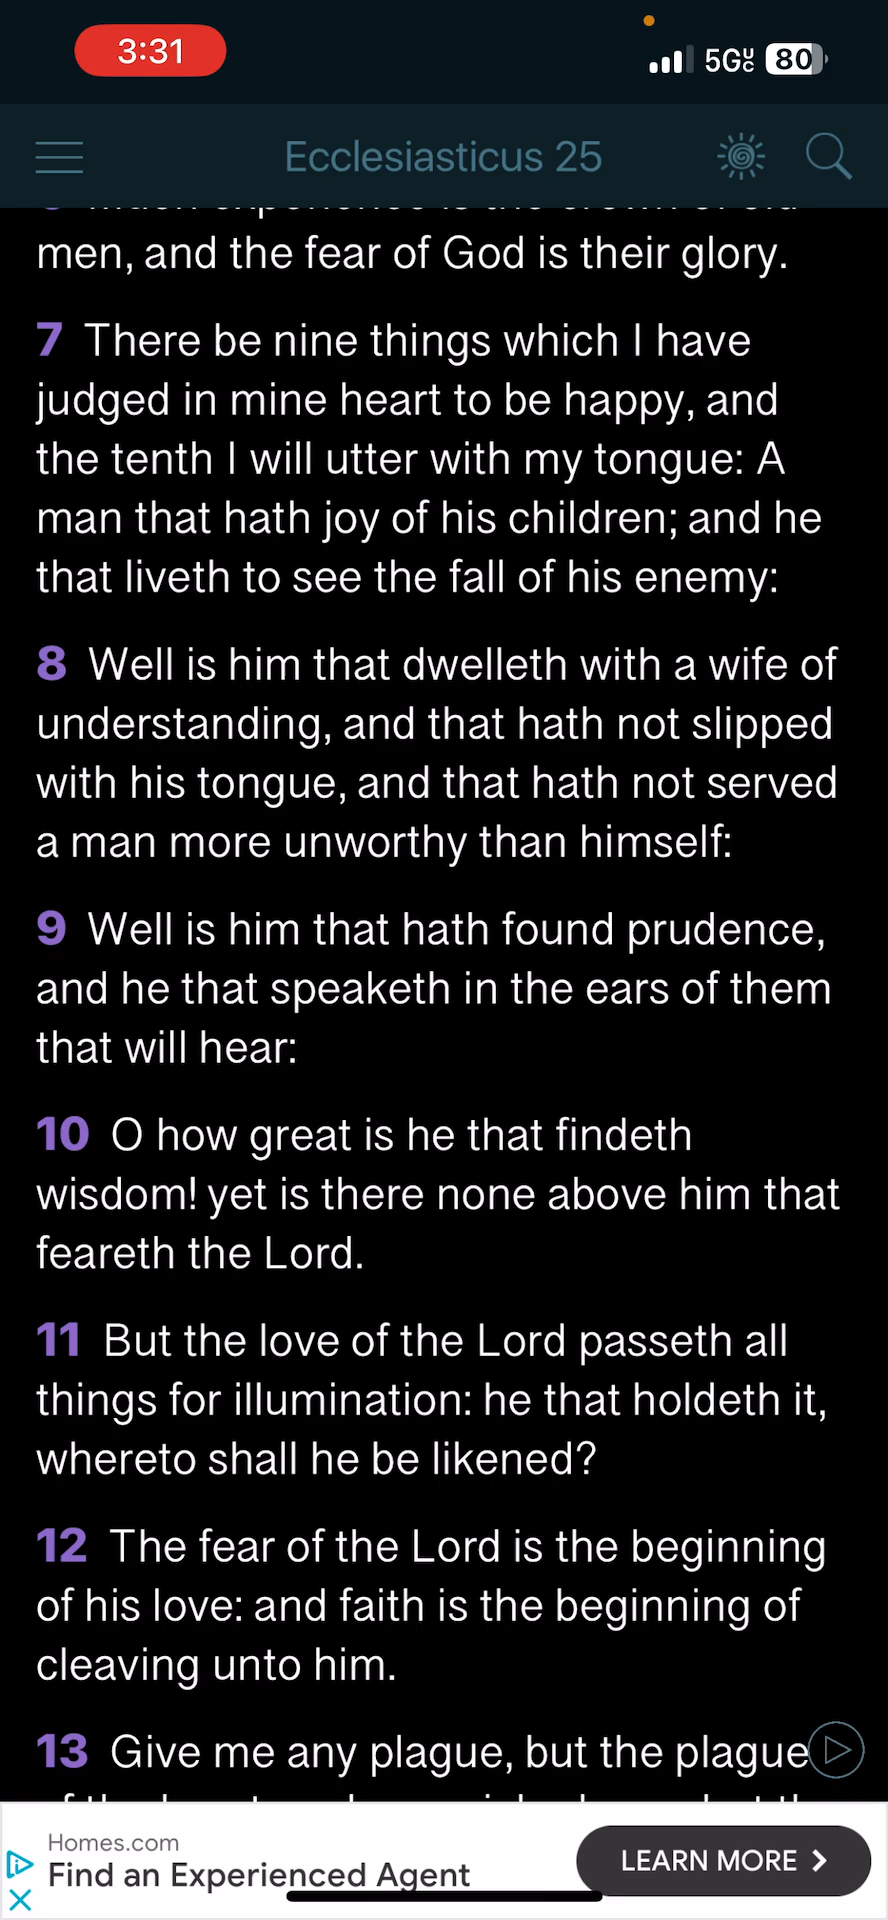 3:31
5G UC 80
Ecclesiasticus 25
men, and the fear of God is their glory.
7 There be nine things which I have
judged in mine heart to be happy, and
the tenth I will utter with my tongue: A
man that hath joy of his children; and he
that liveth to see the fall of his enemy:
8 Well is him that dwelleth with a wife of
understanding, and that hath not slipped
with his tongue, and that hath not served
a man more unworthy than himself:
9 Well is him that hath found prudence,
and he that speaketh in the ears of them
that will hear:
10 O how great is he that findeth
wisdom! yet is there none above him that
feareth the Lord.
11 But the love of the Lord passeth all
things for illumination: he that holdeth it,
whereto shall he be likened?
12 The fear of the Lord is the beginning
of his love: and faith is the beginning of
cleaving unto him.
13 Give me any plague, but the plague
Homes.com
Find an Experienced Agent
LEARN MORE